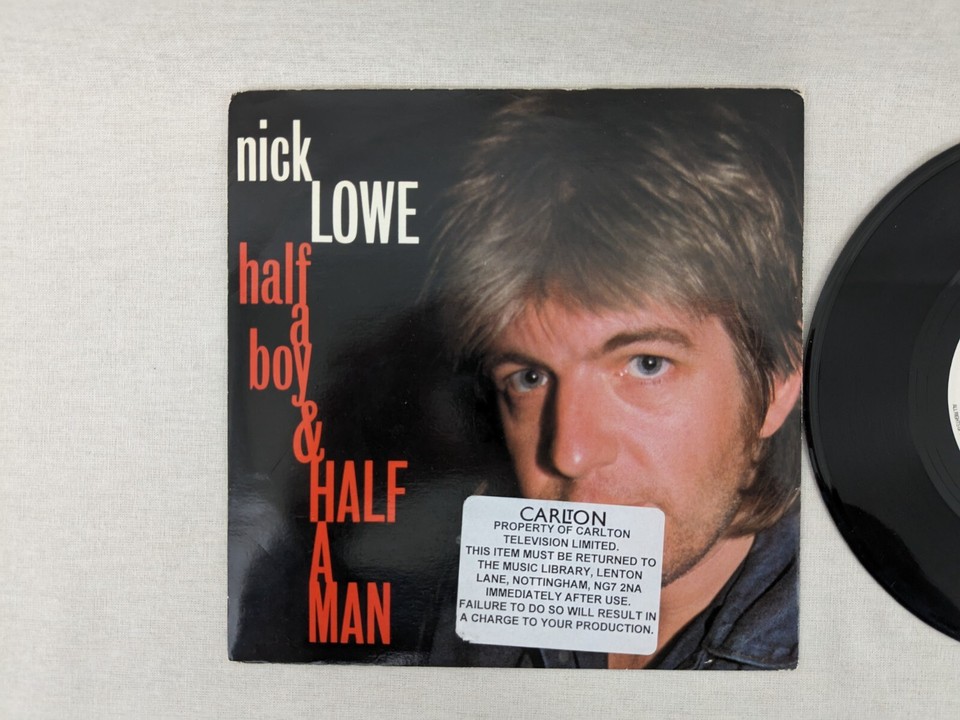 nick
LOWE
half
a
boy
&
HALF
A
MAN
CARLTON
PROPERTY OF CARLTON
TELEVISION LIMITED.
THIS ITEM MUST BE RETURNED TO
THE MUSIC LIBRARY, LENTON
LANE, NOTTINGHAM, NG7 2NA
IMMEDIATELY AFTER USE.
FAILURE TO DO SO WILL RESULT IN
A CHARGE TO YOUR PRODUCTION.